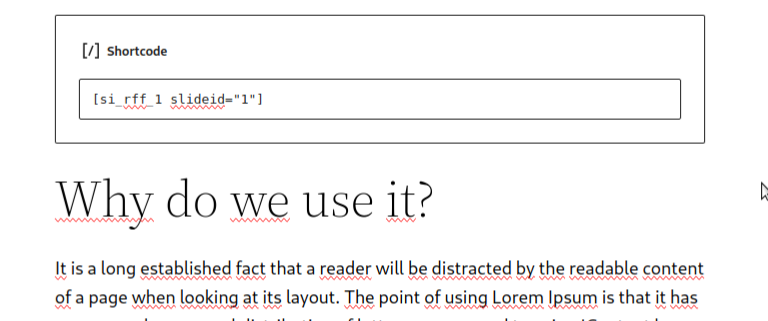 [/] Shortcode
[si_rff_1 slideid="1"]
Why do we use it?
It is a long established fact that a reader will be distracted by the readable content
of a page when looking at its layout. The point of using Lorem Ipsum is that it has